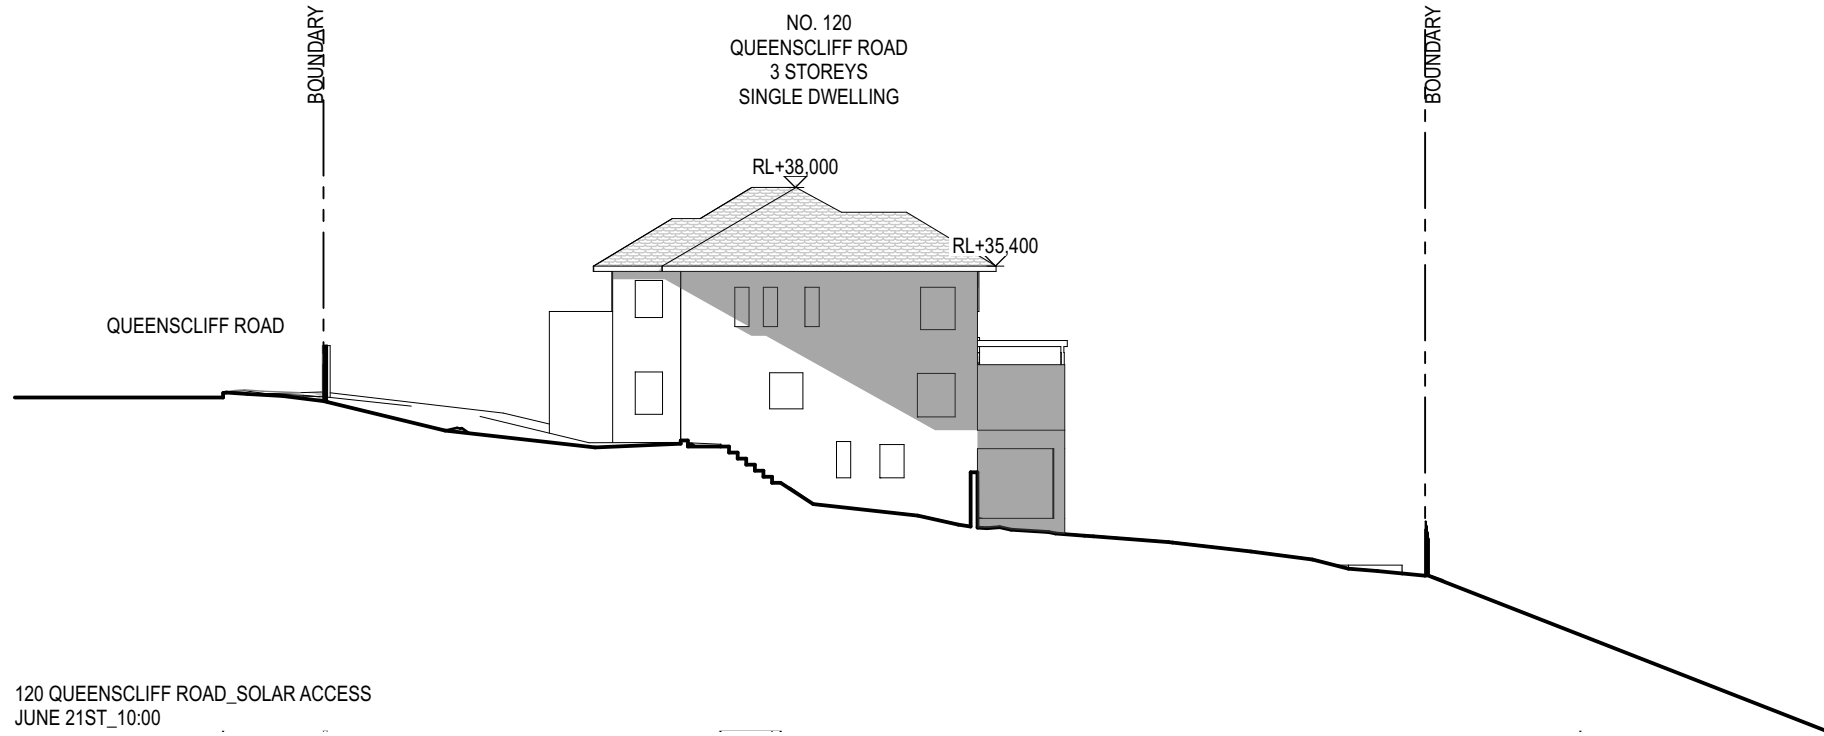 BOUNDARY
NO. 120
QUEENSCLIFF ROAD
3 STOREYS
SINGLE DWELLING
BOUNDARY
RL+38,000
RL+35,400
QUEENSCLIFF ROAD
120 QUEENSCLIFF ROAD_SOLAR ACCESS
JUNE 21ST_10:00